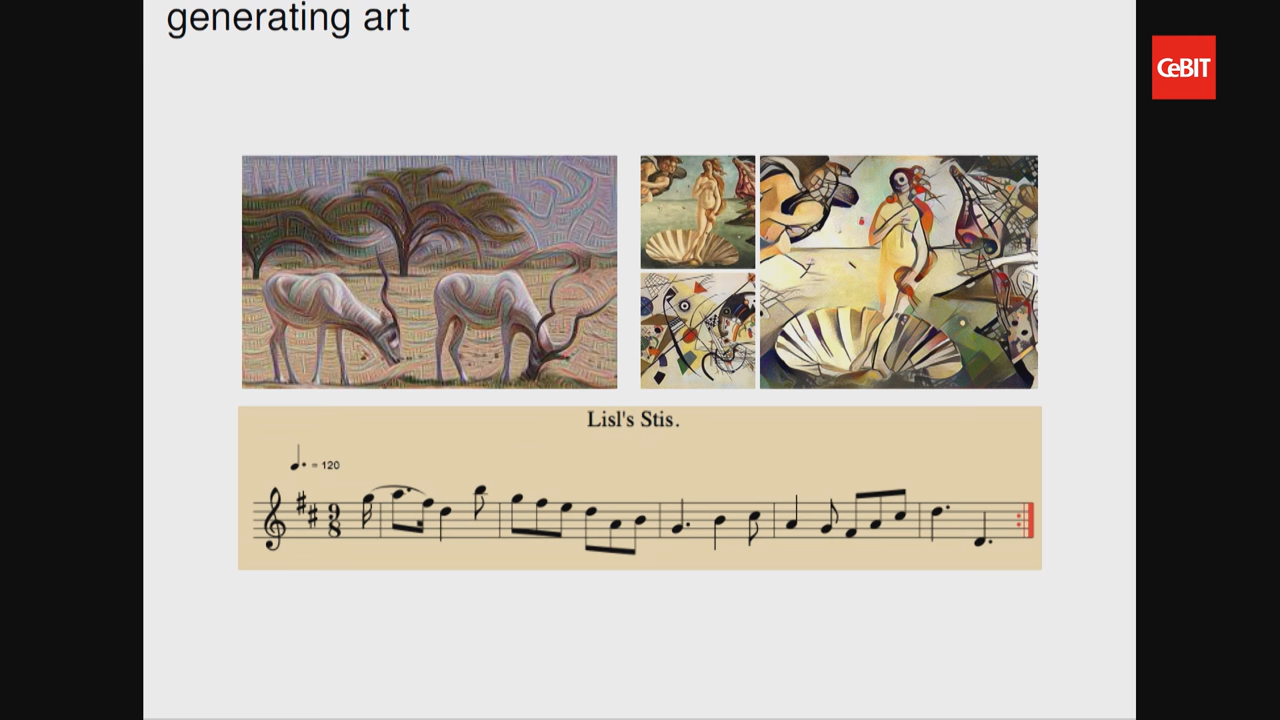 generating art
CeBIT
Lisl's Stis.
= 120
9
8